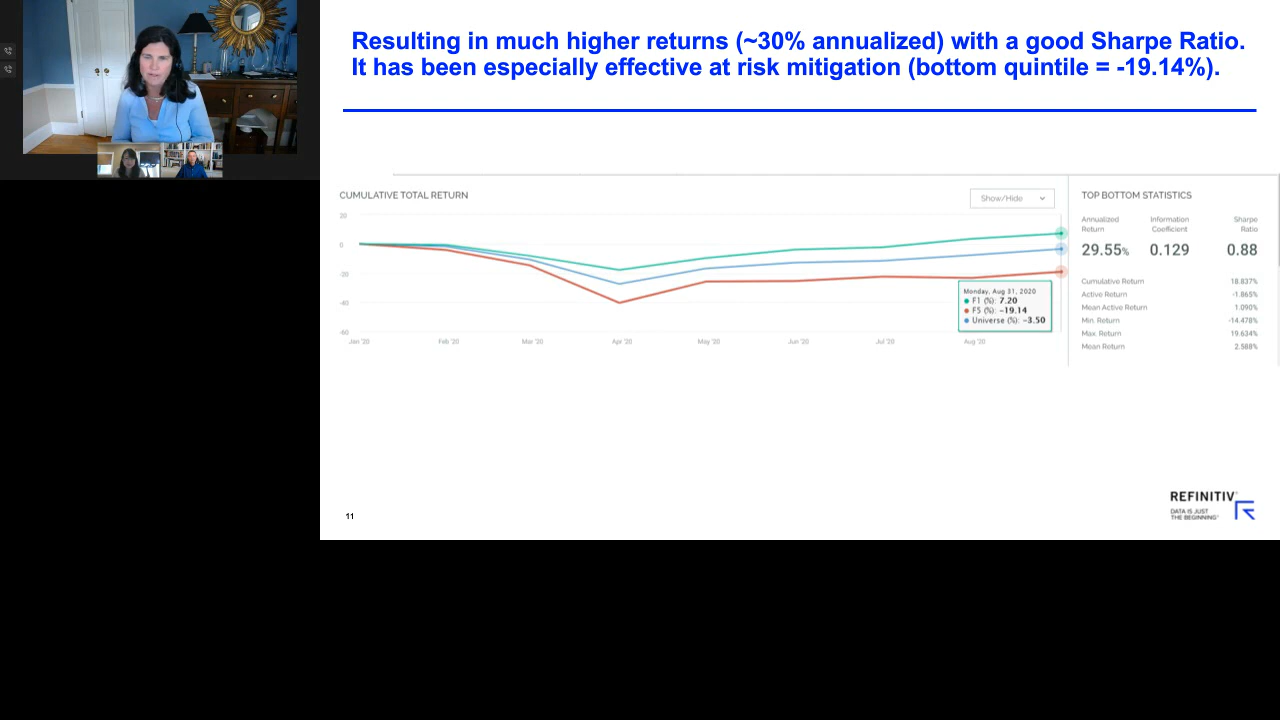 Resulting in much higher returns (~30% annualized) with a good Sharpe Ratio.
It has been especially effective at risk mitigation (bottom quintile = -19.14%).
CUMULATIVE TOTAL RETURN
Show/Hide
20
0
-20
-40
-60
Jan '20
Feb '20
Mar '20
Apr '20
May '20
Jun '20
Jul '20
Aug '20
Monday, Aug 31, 2020
F1 (%): 7.20
F5 (%): -19.14
Universe (%): -3.50
TOP BOTTOM STATISTICS
Annualized Return
Information Coefficient
Sharpe Ratio
29.55%
0.129
0.88
Cumulative Return 18.837%
Active Return -1.865%
Mean Active Return 1.090%
Min. Return -14.478%
Max. Return 19.634%
Mean Return 2.588%
11
REFINITIV
DATA IS JUST
THE BEGINNING